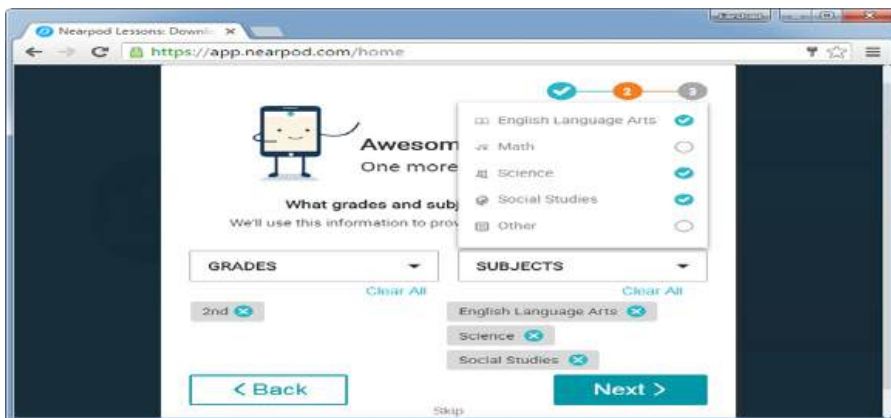 Nearpod Lessons: Downl
https://app.nearpod.com/home
2
3
English Language Arts
Math
Science
Social Studies
Other
Awesom
One more
What grades and subj
We'll use this information to prov
GRADES
SUBJECTS
Clear All
Clear All
2nd
English Language Arts
Science
Social Studies
< Back
Next >
Skip